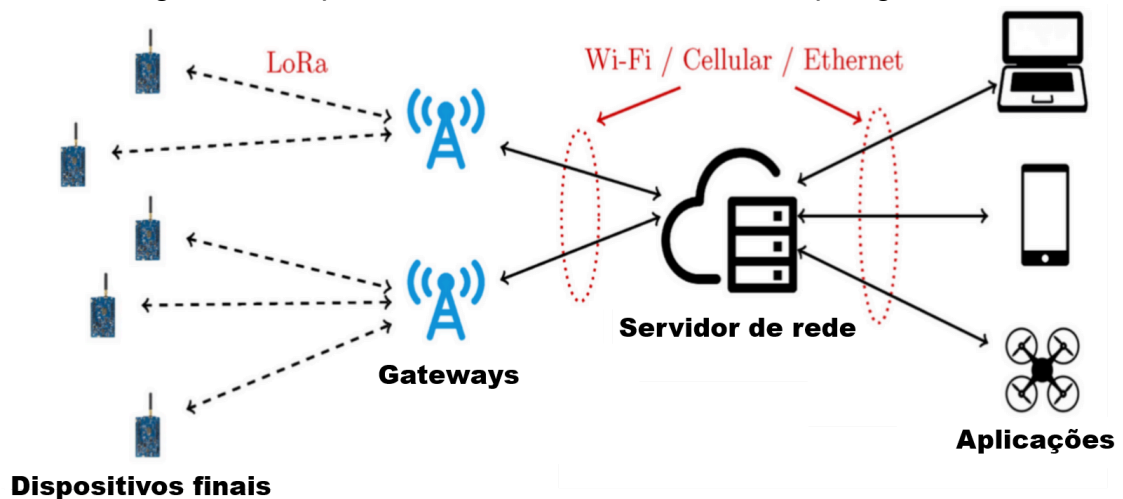 LoRa
Wi-Fi / Cellular / Ethernet
Servidor de rede
Gateways
Aplicações
Dispositivos finais